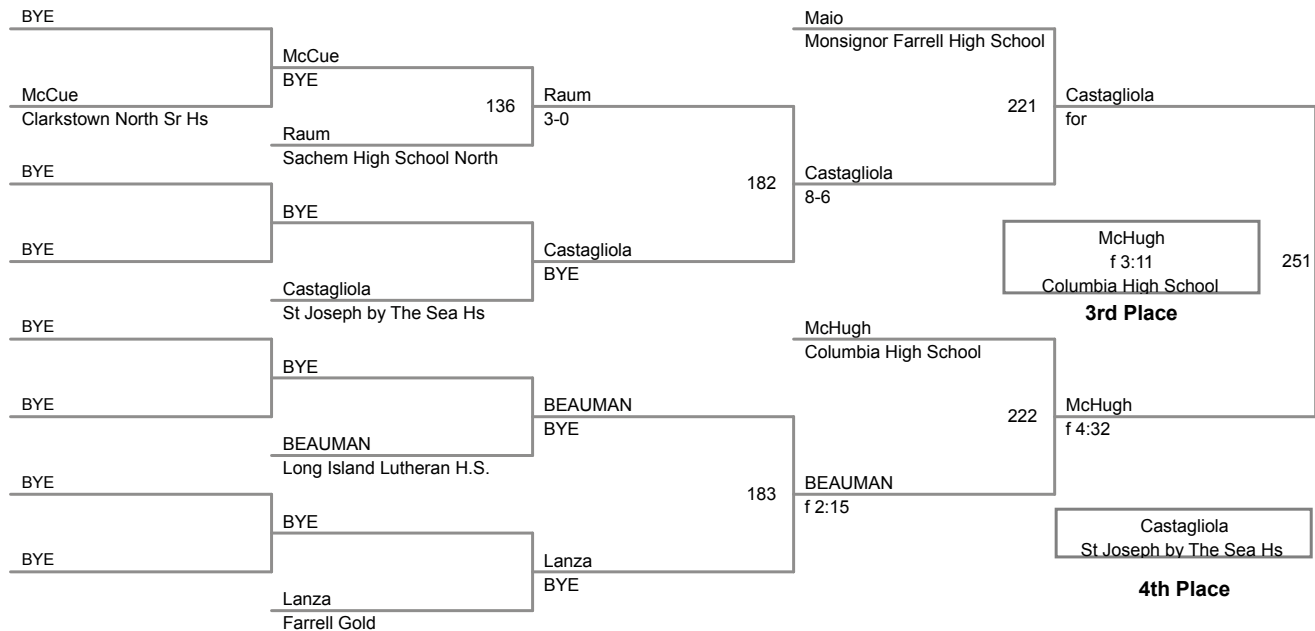 BYE
McCue
Clarkstown North Sr Hs
BYE
BYE
BYE
BYE
BYE
BYE
McCue
BYE
136
Raum
Sachem High School North
BYE
Castagliola
St Joseph by The Sea Hs
BYE
BEAUMAN
Long Island Lutheran H.S.
BYE
Lanza
Farrell Gold
Raum
3-0
182
Castagliola
BYE
BEAUMAN
BYE
183
Lanza
BYE
Maio
Monsignor Farrell High School
221
Castagliola
8-6
McHugh
Columbia High School
222
BEAUMAN
f 2:15
Castagliola
for
McHugh
f 3:11
Columbia High School
251
3rd Place
McHugh
f 4:32
Castagliola
St Joseph by The Sea Hs
4th Place